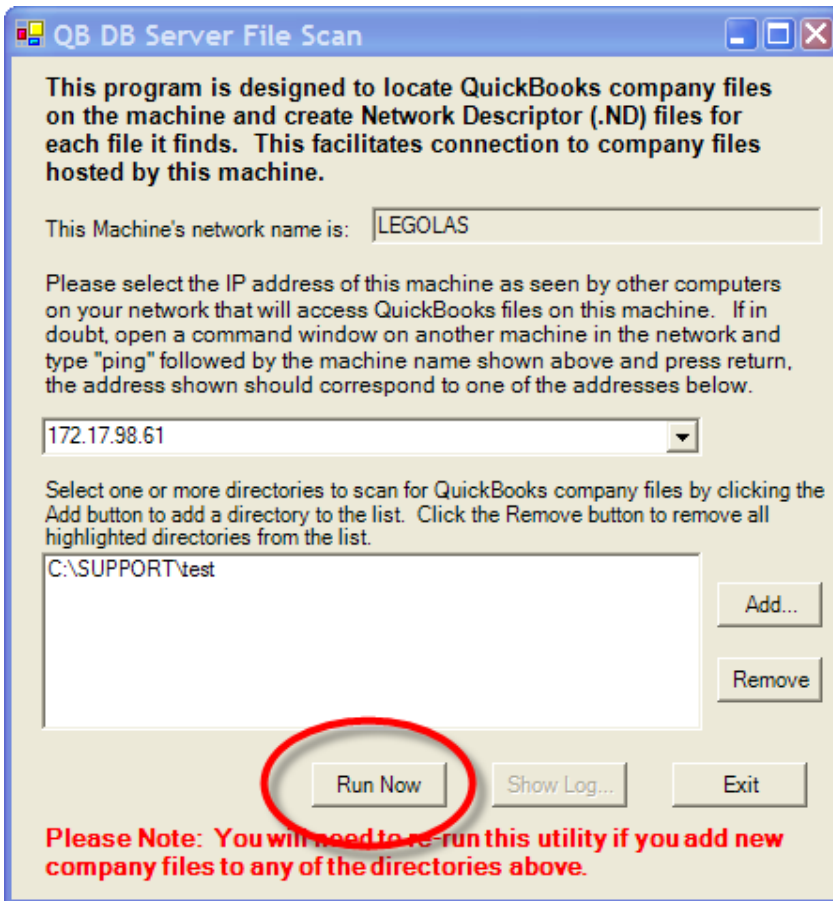 QB DB Server File Scan
This program is designed to locate QuickBooks company files
on the machine and create Network Descriptor (.ND) files for
each file it finds.  This facilitates connection to company files
hosted by this machine.
This Machine's network name is: LEGOLAS
Please select the IP address of this machine as seen by other computers
on your network that will access QuickBooks files on this machine.  If in
doubt, open a command window on another machine in the network and
type "ping" followed by the machine name shown above and press return,
the address shown should correspond to one of the addresses below.
172.17.98.61
Select one or more directories to scan for QuickBooks company files by clicking the
Add button to add a directory to the list.  Click the Remove button to remove all
highlighted directories from the list.
C:\SUPPORT\test
Add...
Remove
Run Now Show Log... Exit
Please Note:  You will need to re-run this utility if you add new
company files to any of the directories above.